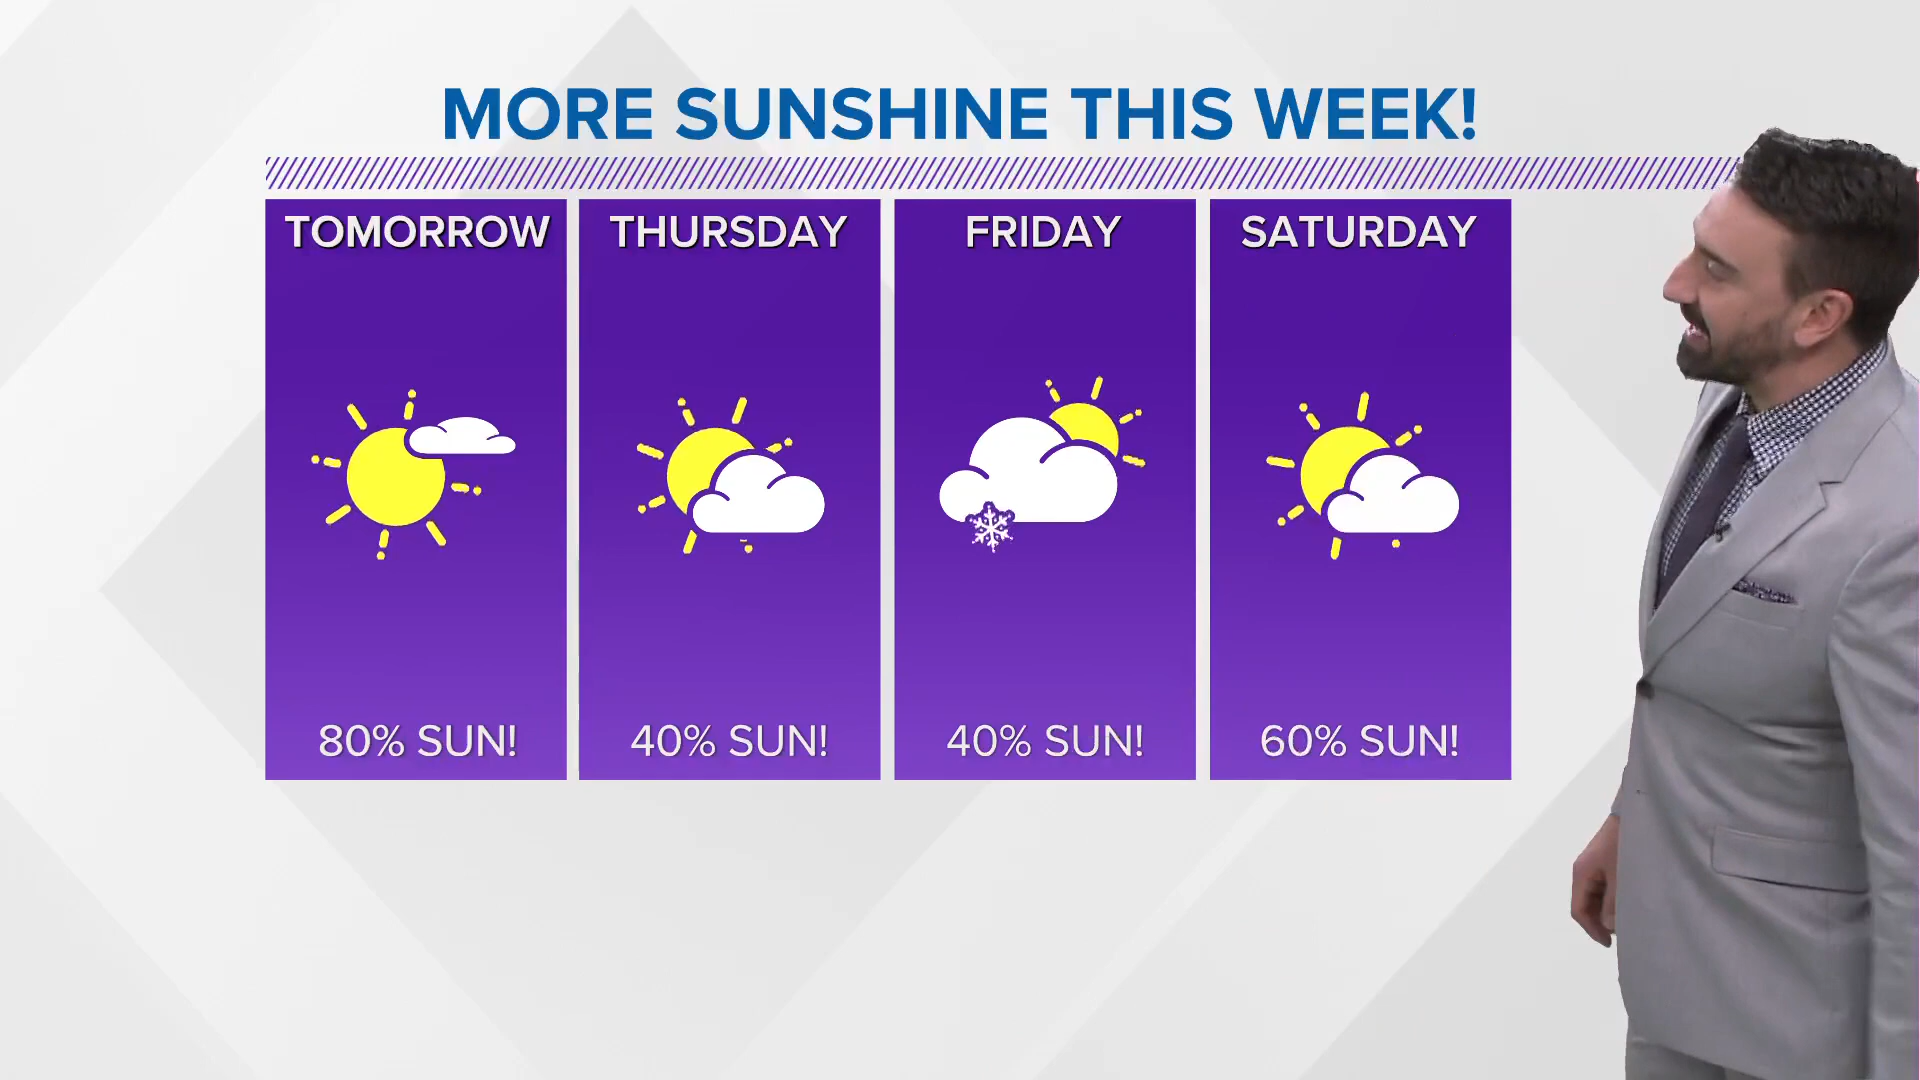 MORE SUNSHINE THIS WEEK!
TOMORROW
THURSDAY
FRIDAY
SATURDAY
80% SUN!
40% SUN!
40% SUN!
60% SUN!